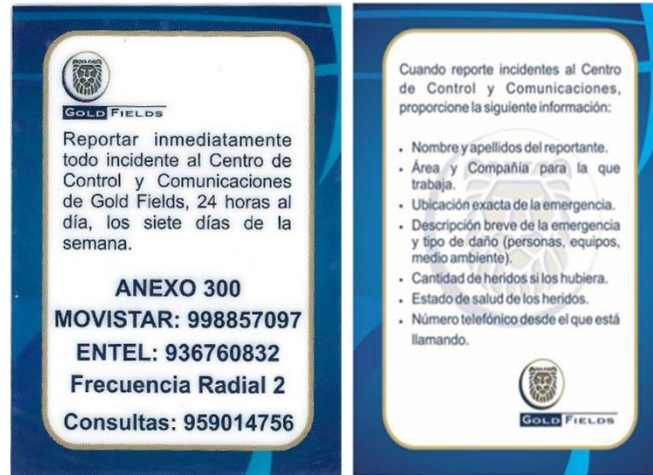 GOLD FIELDS
Reportar inmediatamente
todo incidente al Centro de
Control y Comunicaciones
de Gold Fields, 24 horas al
día, los siete días de la
semana.
ANEXO 300
MOVISTAR: 998857097
ENTEL: 936760832
Frecuencia Radial 2
Consultas: 959014756
Cuando reporte incidentes al Centro
de Control y Comunicaciones,
proporcione la siguiente información:
• Nombre y apellidos del reportante.
• Área y Compañía para la que
trabaja.
• Ubicación exacta de la emergencia.
• Descripción breve de la emergencia
y tipo de daño (personas, equipos,
medio ambiente).
• Cantidad de heridos si los hubiera.
• Estado de salud de los heridos.
• Número telefónico desde el que está
llamando.
GOLD FIELDS